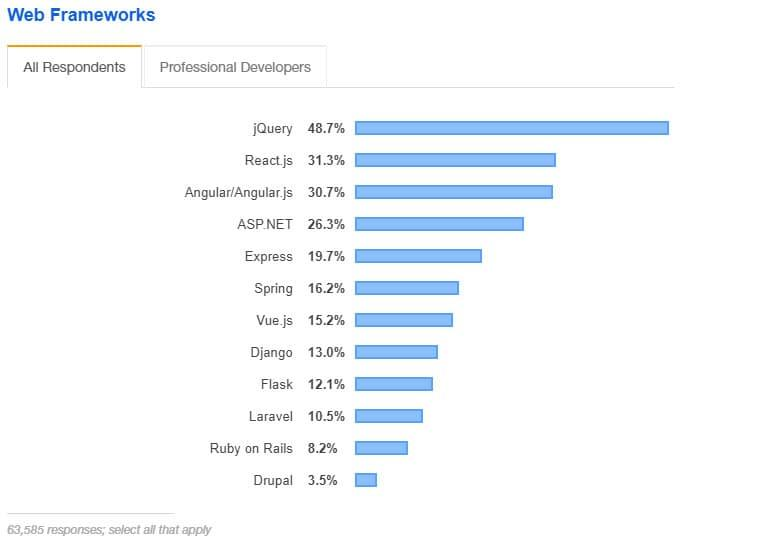 Web Frameworks
All Respondents Professional Developers
jQuery 48.7%
React.js 31.3%
Angular/Angular.js 30.7%
ASP.NET 26.3%
Express 19.7%
Spring 16.2%
Vue.js 15.2%
Django 13.0%
Flask 12.1%
Laravel 10.5%
Ruby on Rails 8.2%
Drupal 3.5%
63,585 responses; select all that apply